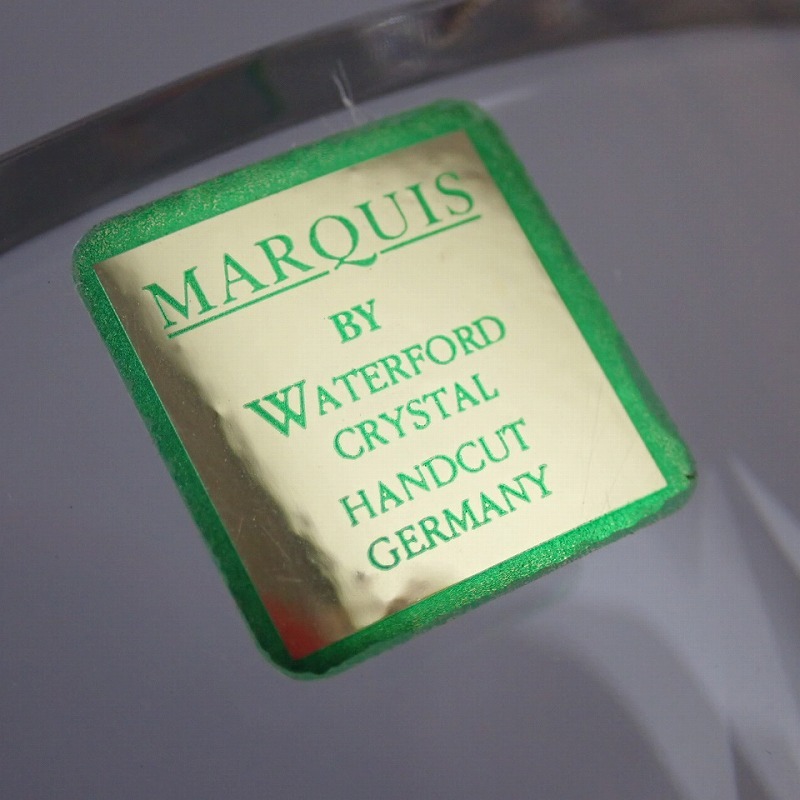 MARQUIS
BY
WATERFORD
CRYSTAL
HANDCUT
GERMANY